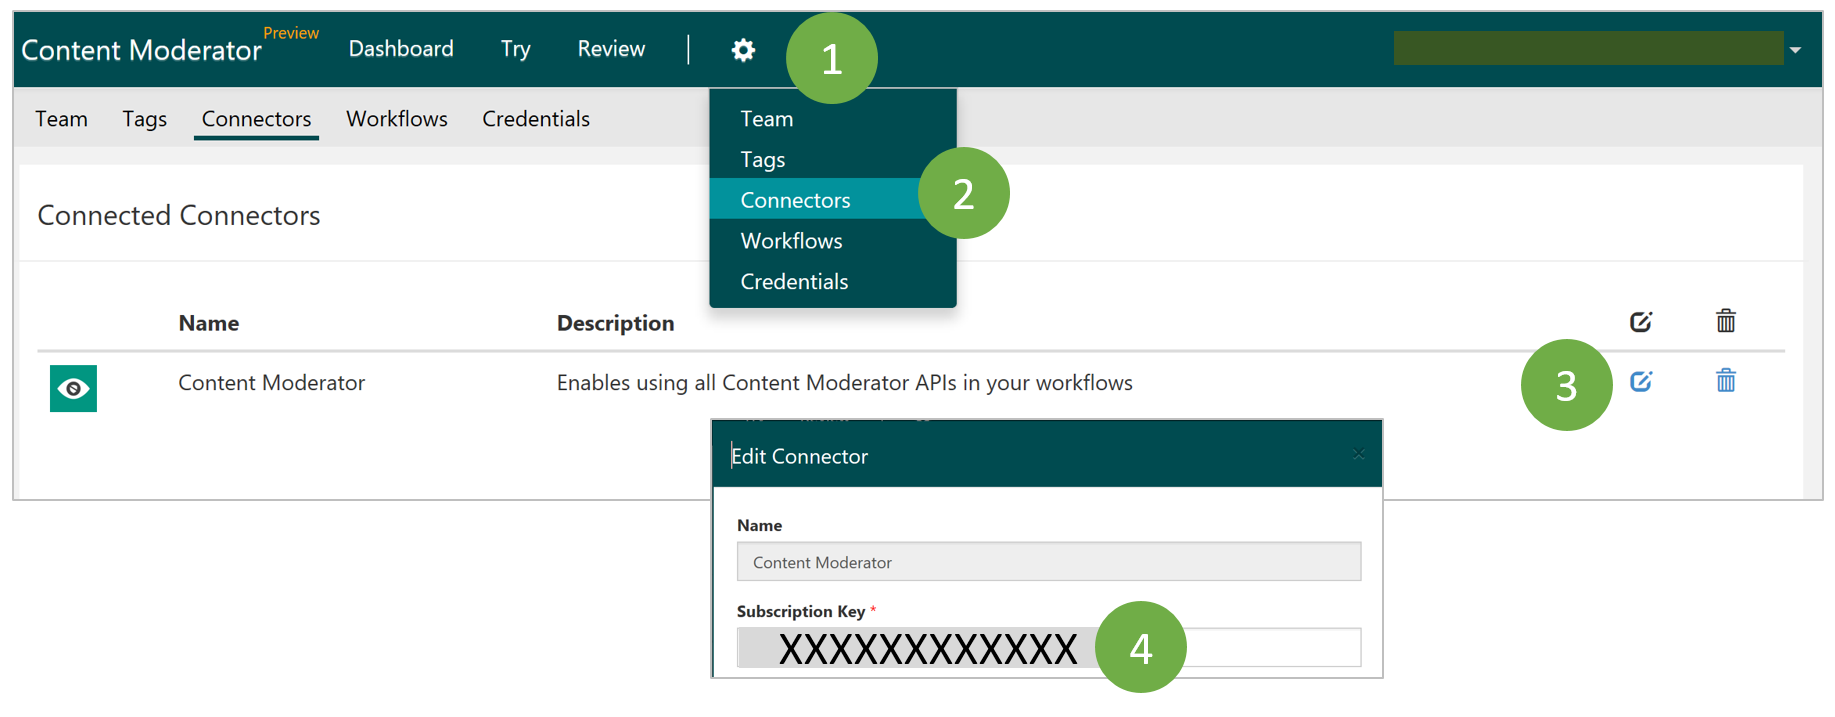 Content Moderator Preview Dashboard Try Review 1
Team Tags Connectors Workflows Credentials
Team
Tags
Connectors 2
Workflows
Credentials
Connected Connectors
Name Description
Content Moderator Enables using all Content Moderator APIs in your workflows 3
Edit Connector ×
Name
Content Moderator
Subscription Key *
XXXXXXXXXXXX 4